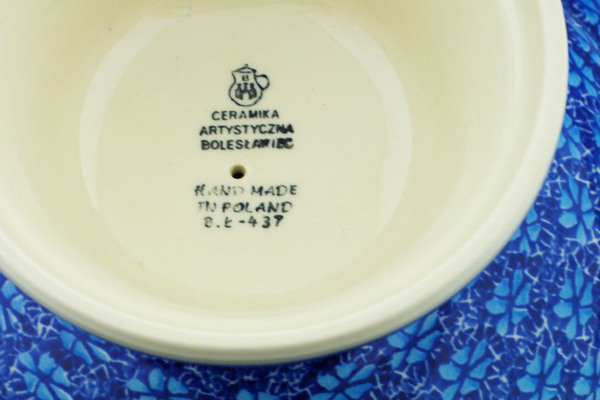 CERAMIKA
ARTYSTYCZNA
BOLESŁAWIEC
HAND MADE
IN POLAND
B.Ł-437